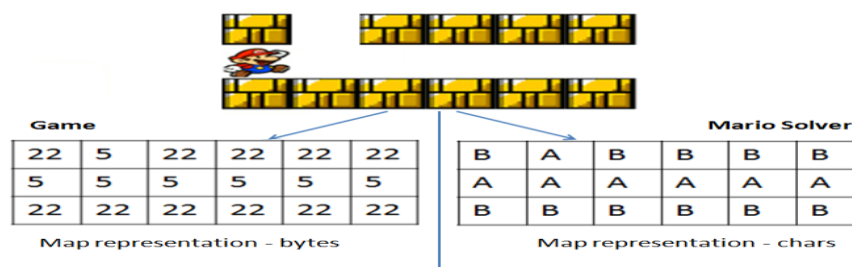 Game
Mario Solver
22 5 22 22 22 22
5 5 5 5 5 5
22 22 22 22 22 22
Map representation - bytes
B A B B B B
A A A A A A
B B B B B B
Map representation - chars